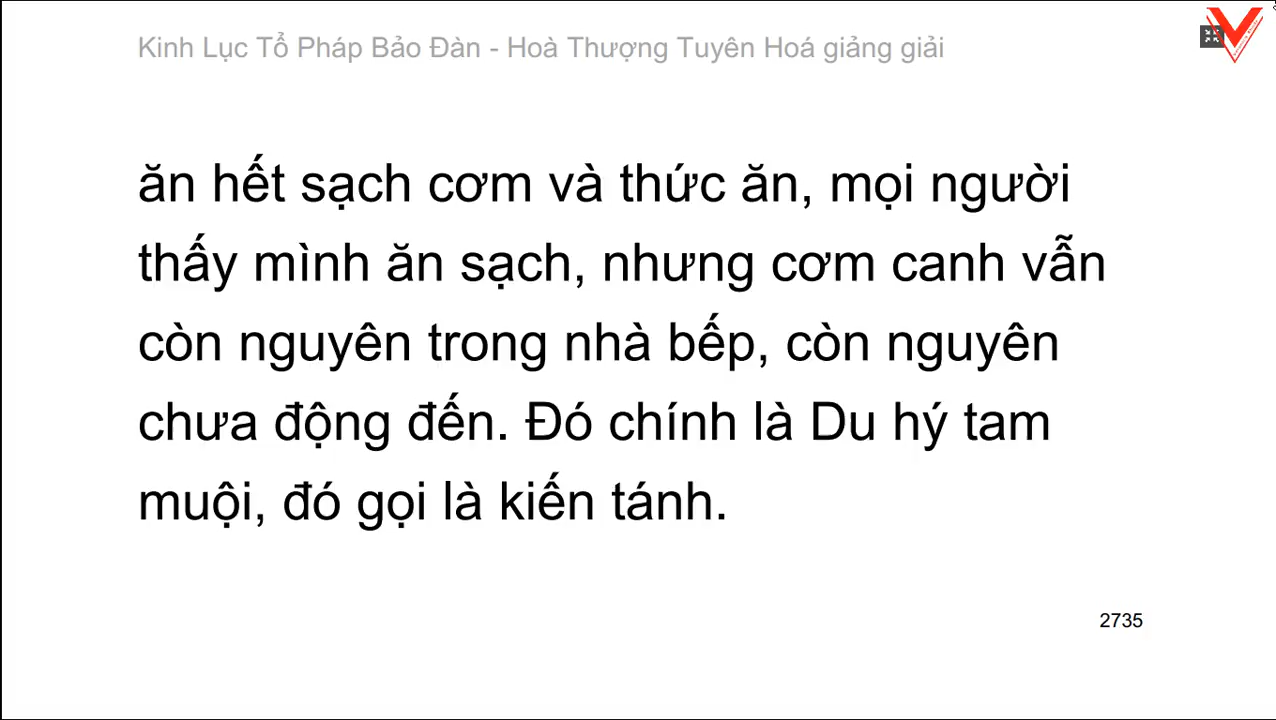 Kinh Lục Tổ Pháp Bảo Đàn - Hoà Thượng Tuyên Hoá giảng giải
ăn hết sạch cơm và thức ăn, mọi người
thấy mình ăn sạch, nhưng cơm canh vẫn
còn nguyên trong nhà bếp, còn nguyên
chưa động đến. Đó chính là Du hý tam
muội, đó gọi là kiến tánh.
2735